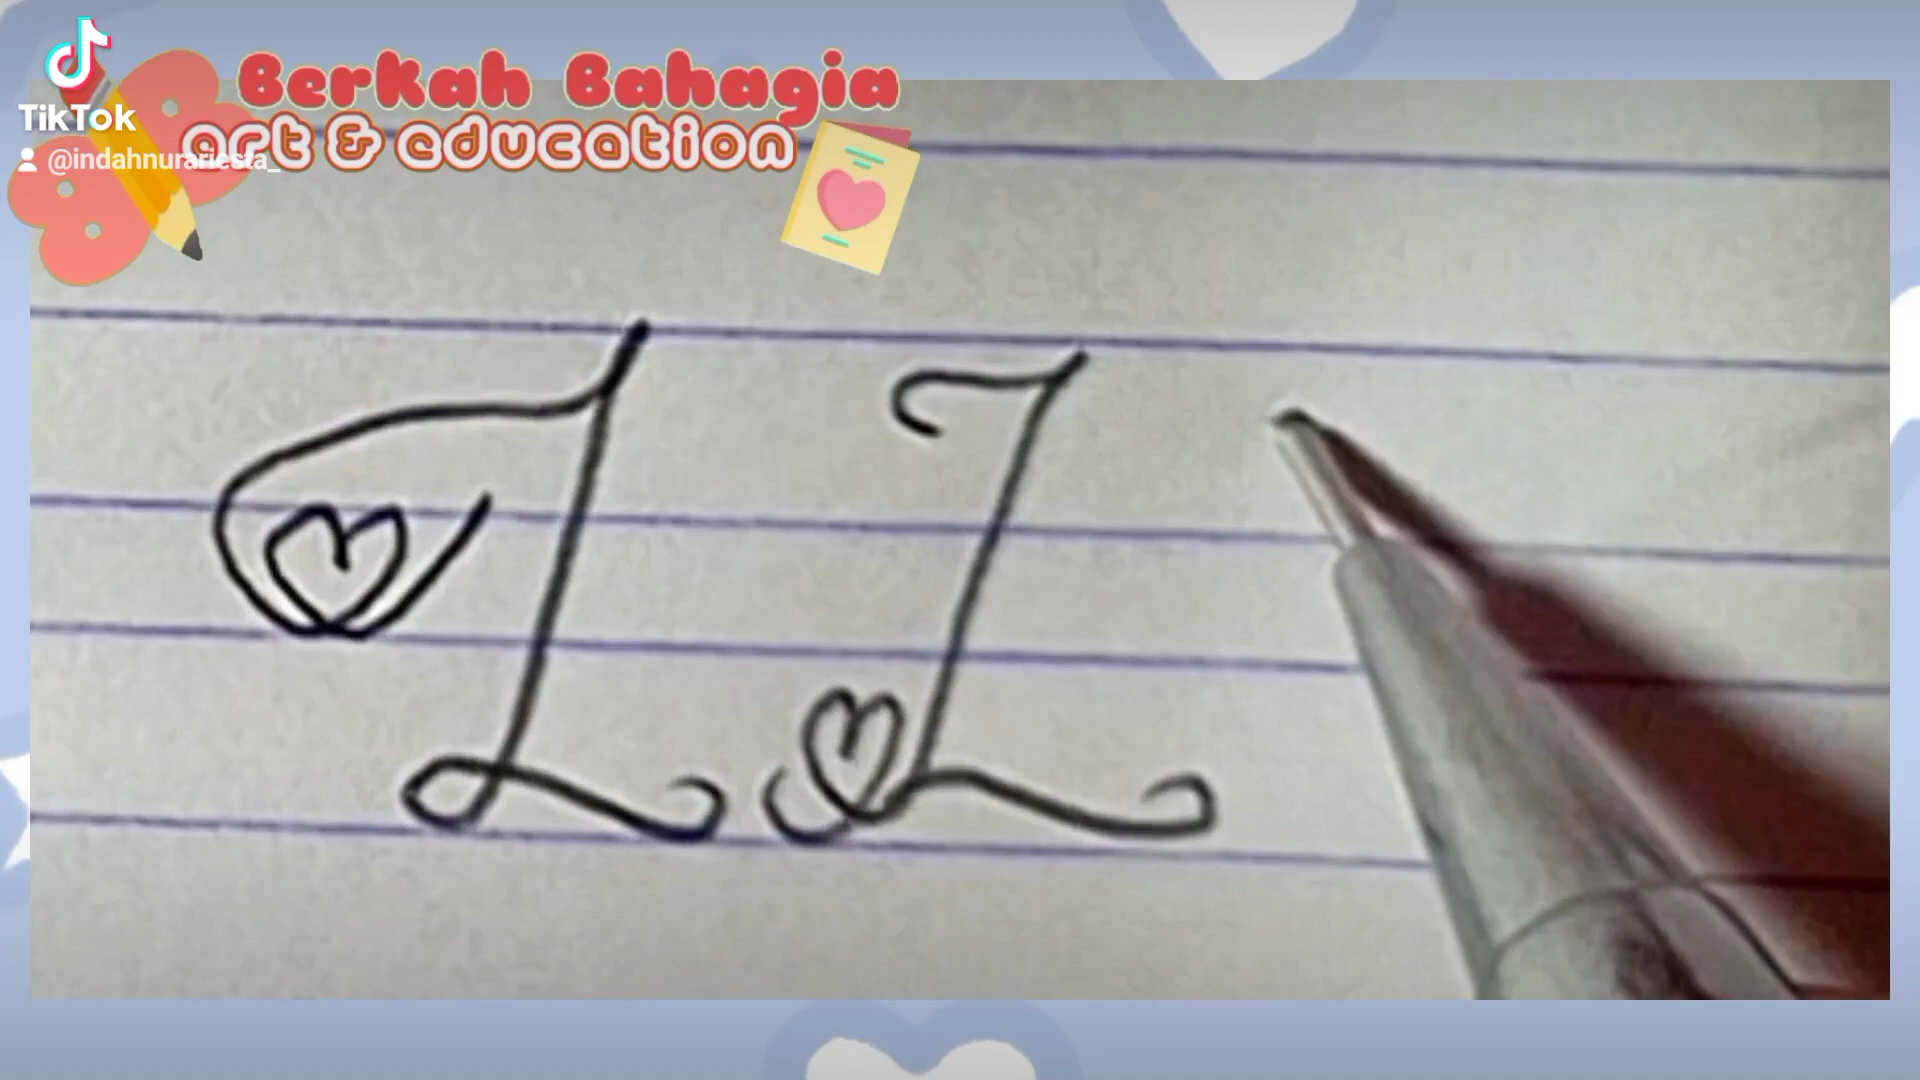 TikTok
@indahnurariesta_
Berkah Bahagia
art & education